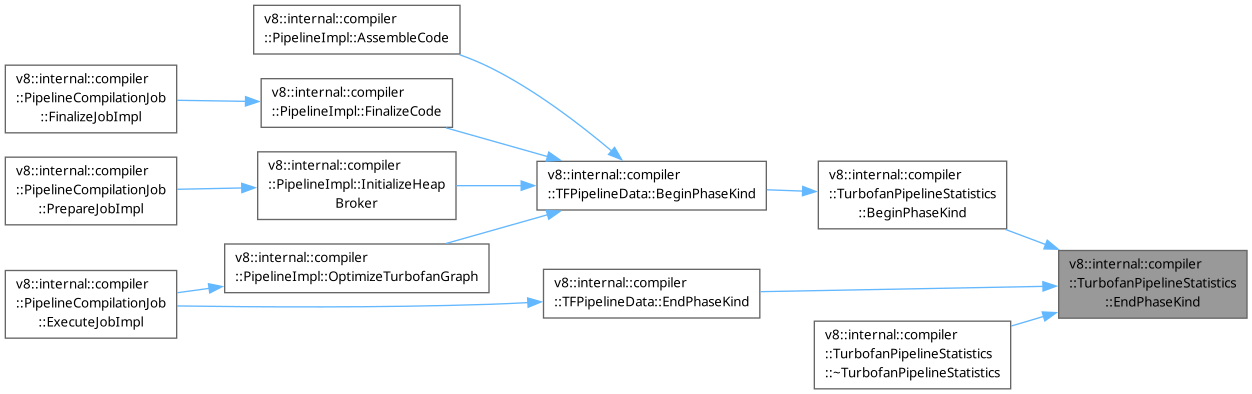 v8::internal::compiler
::PipelineImpl::AssembleCode
v8::internal::compiler
::PipelineCompilationJob
::FinalizeJobImpl
v8::internal::compiler
::PipelineImpl::FinalizeCode
v8::internal::compiler
::PipelineCompilationJob
::PrepareJobImpl
v8::internal::compiler
::PipelineImpl::InitializeHeap
Broker
v8::internal::compiler
::TFPipelineData::BeginPhaseKind
v8::internal::compiler
::TurbofanPipelineStatistics
::BeginPhaseKind
v8::internal::compiler
::PipelineImpl::OptimizeTurbofanGraph
v8::internal::compiler
::PipelineCompilationJob
::ExecuteJobImpl
v8::internal::compiler
::TFPipelineData::EndPhaseKind
v8::internal::compiler
::TurbofanPipelineStatistics
::EndPhaseKind
v8::internal::compiler
::TurbofanPipelineStatistics
::~TurbofanPipelineStatistics